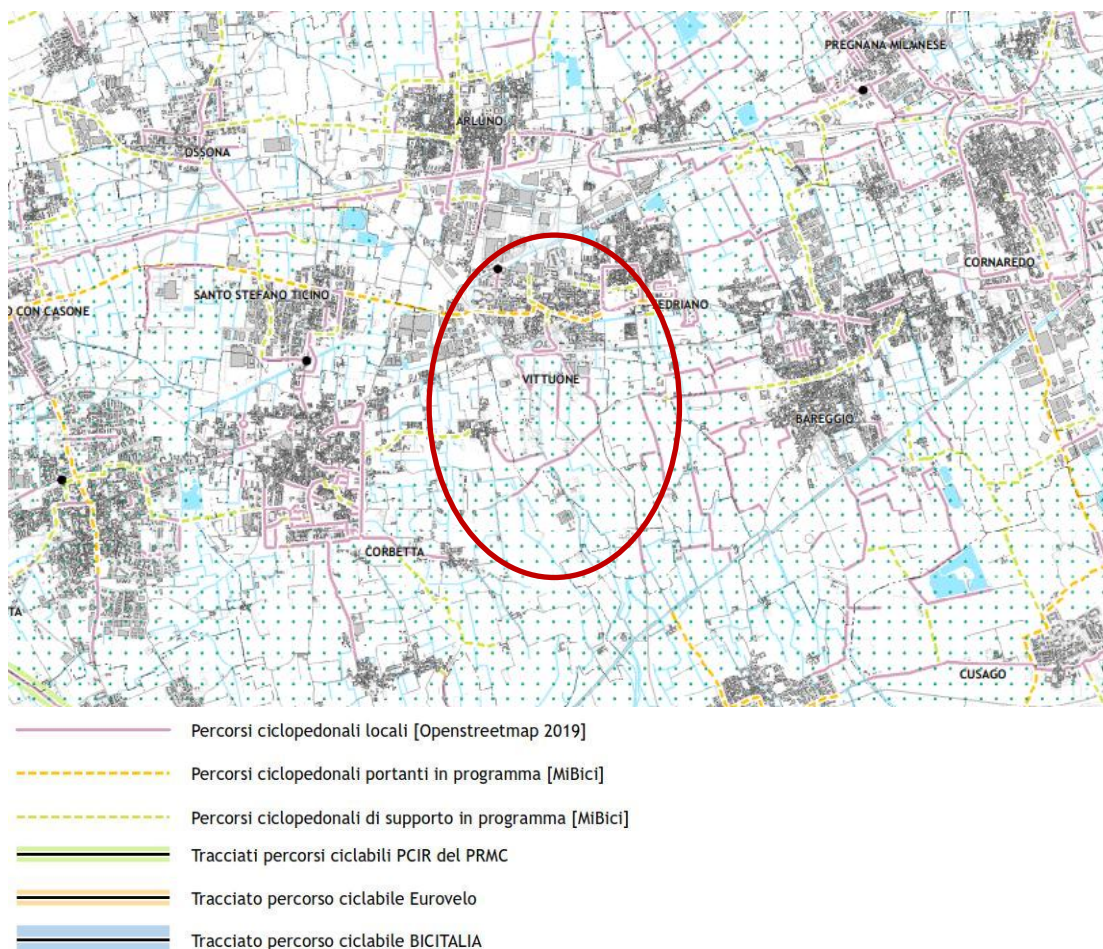 PREGNANA MILANESE
ARLUNO
OSSONA
CORNAREDO
SANTO STEFANO TICINO
O CON CASONE
EDRIANO
VITTUONE
BAREGGIO
CORBETTA
TA
CUSAGO
Percorsi ciclopedonali locali [Openstreetmap 2019]
Percorsi ciclopedonali portanti in programma [MiBici]
Percorsi ciclopedonali di supporto in programma [MiBici]
Tracciati percorsi ciclabili PCIR del PRMC
Tracciato percorso ciclabile Eurovelo
Tracciato percorso ciclabile BICITALIA